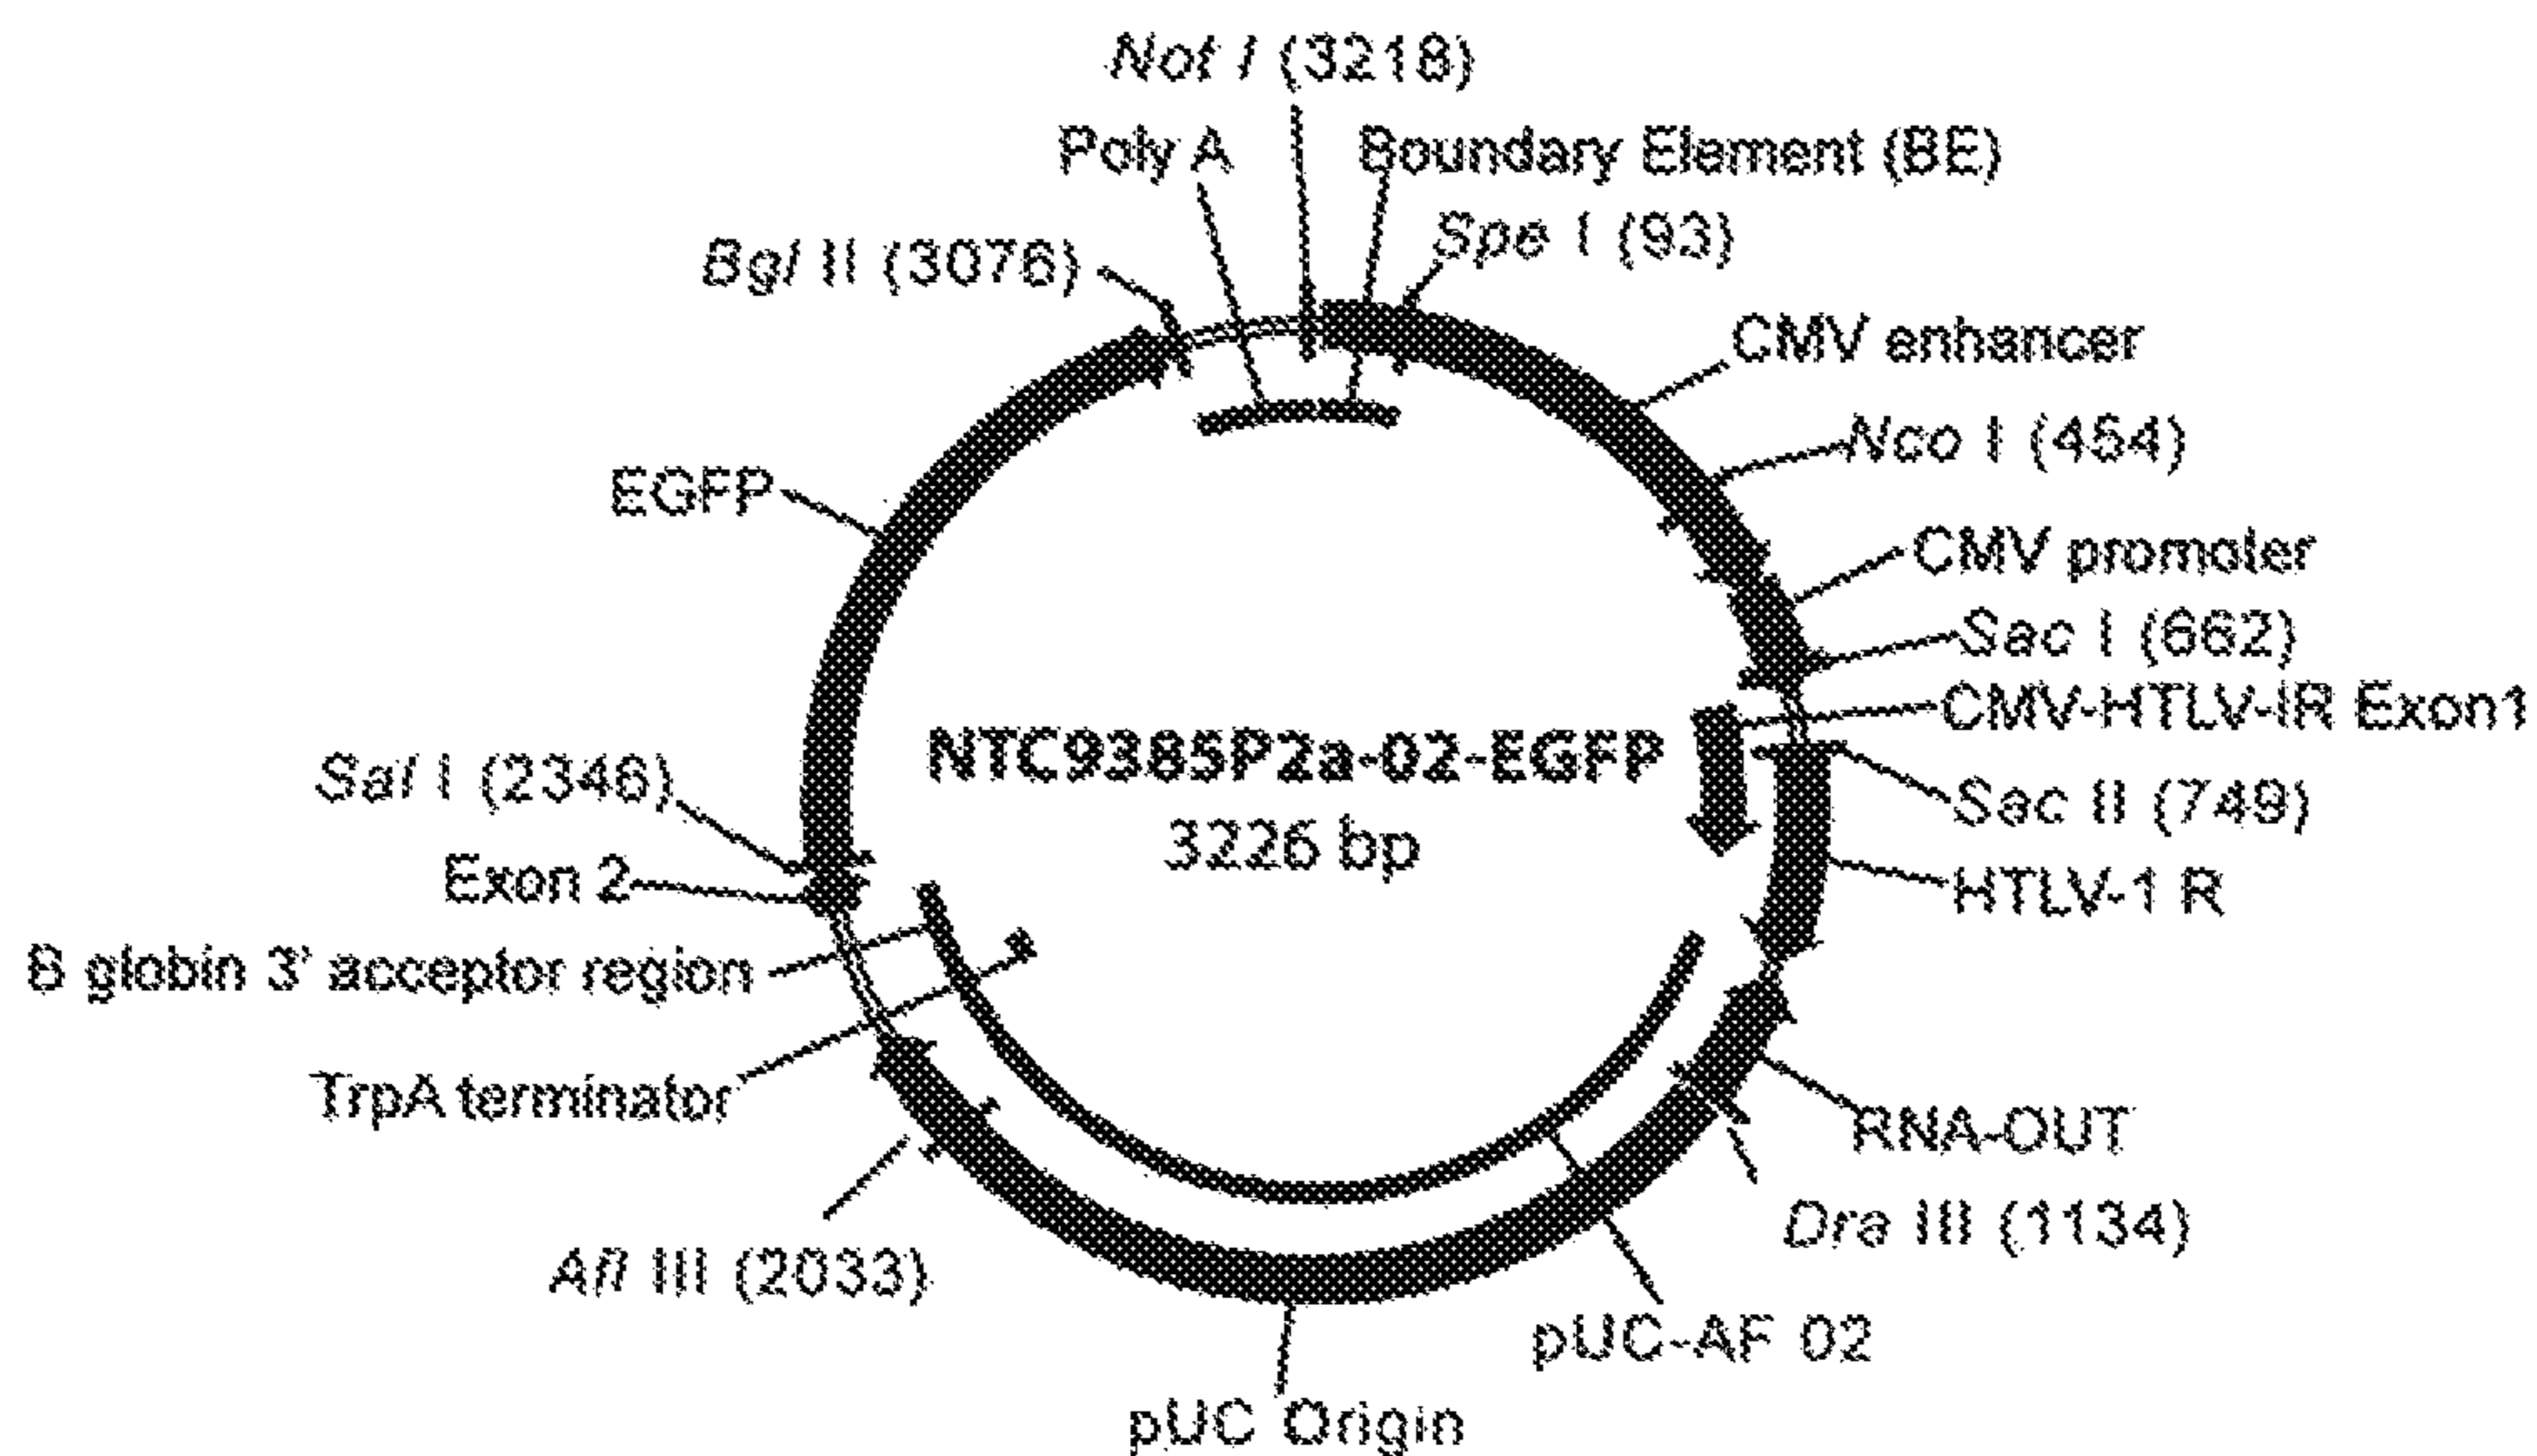 Not I (3218)
Poly A
Boundary Element (BE)
Spe I (93)
Bgl II (3076)
CMV enhancer
Nco I (454)
EGFP
CMV promoter
Sac I (662)
CMV-HTLV-IR Exon1
NTC9385P2a-02-EGFP
3226 bp
Sal I (2346)
Sac II (749)
Exon 2
HTLV-1 R
B globin 3' acceptor region
TrpA terminator
RNA-OUT
Dra III (1134)
Afl III (2033)
pUC-AF 02
pUC Origin